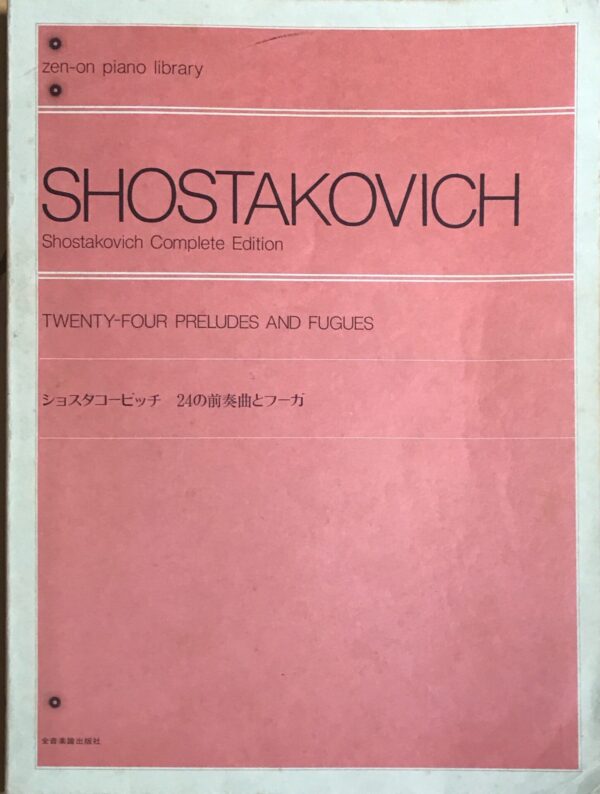 zen-on piano library
SHOSTAKOVICH
Shostakovich Complete Edition
TWENTY-FOUR PRELUDES AND FUGUES
ショスタコービッチ 24の前奏曲とフーガ
全音楽譜出版社